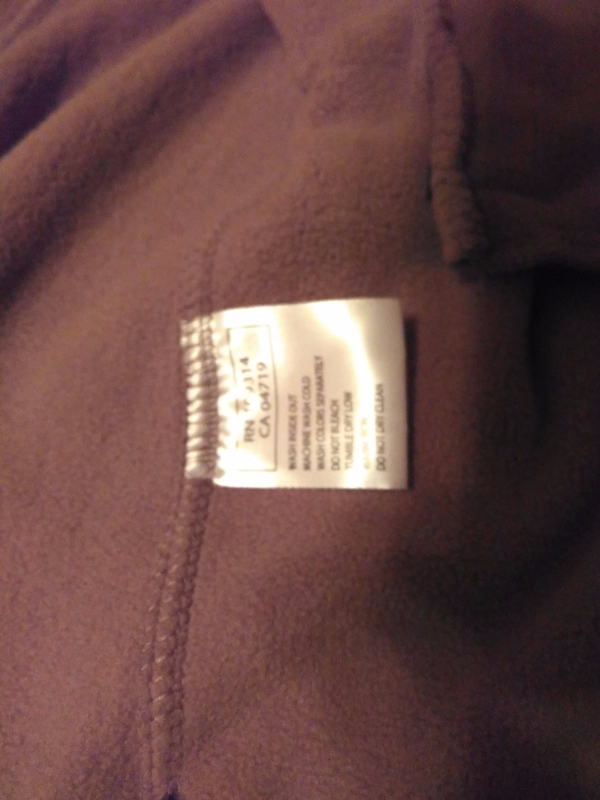 RN
CA 04719
WASH INSIDE OUT
MACHINE WASH COLD
WASH COLORS SEPARATELY
DO NOT BLEACH
TUMBLE DRY LOW
DO NOT DRY CLEAN